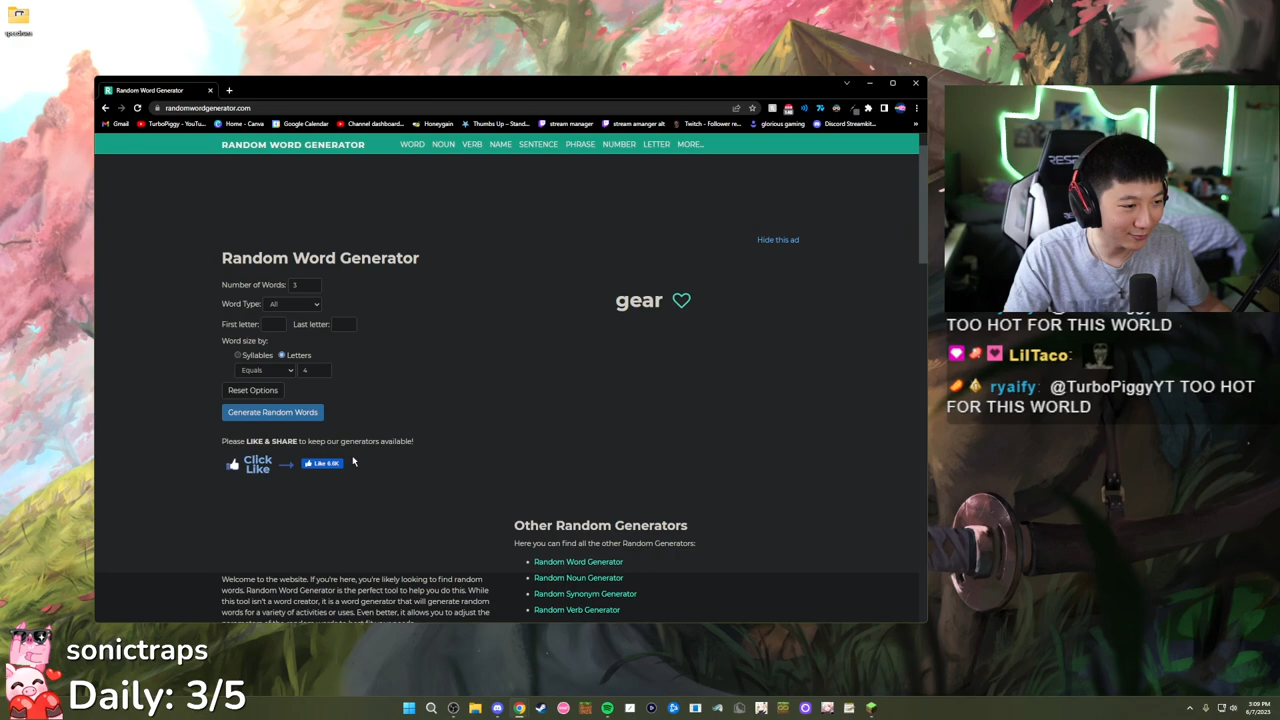 Random Word Generator
randomwordgenerator.com
Gmail
TurboPiggy - YouTu...
Home - Canva
Google Calendar
Channel dashboard...
Honeygain
Thumbs Up – Stand...
stream manager
stream amanger alt
Twitch - Follower re...
glorious gaming
Discord Streamkit...
RANDOM WORD GENERATOR
WORD NOUN VERB NAME SENTENCE PHRASE NUMBER LETTER MORE...
Hide this ad
Random Word Generator
Number of Words: 3
Word Type: All
First letter: Last letter:
Word size by:
Syllables Letters
Equals 4
Reset Options
Generate Random Words
Please LIKE & SHARE to keep our generators available!
Click
Like
Like 6.6K
gear
Other Random Generators
Here you can find all the other Random Generators:
Random Word Generator
Random Noun Generator
Random Synonym Generator
Random Verb Generator
Welcome to the website. If you're here, you're likely looking to find random
words. Random Word Generator is the perfect tool to help you do this. While
this tool isn't a word creator, it is a word generator that will generate random
words for a variety of activities or uses. Even better, it allows you to adjust the
TOO HOT FOR THIS WORLD
LilTaco:
ryaify: @TurboPiggyYT TOO HOT
FOR THIS WORLD
sonictraps
Daily: 3/5
3:09 PM
6/7/2023